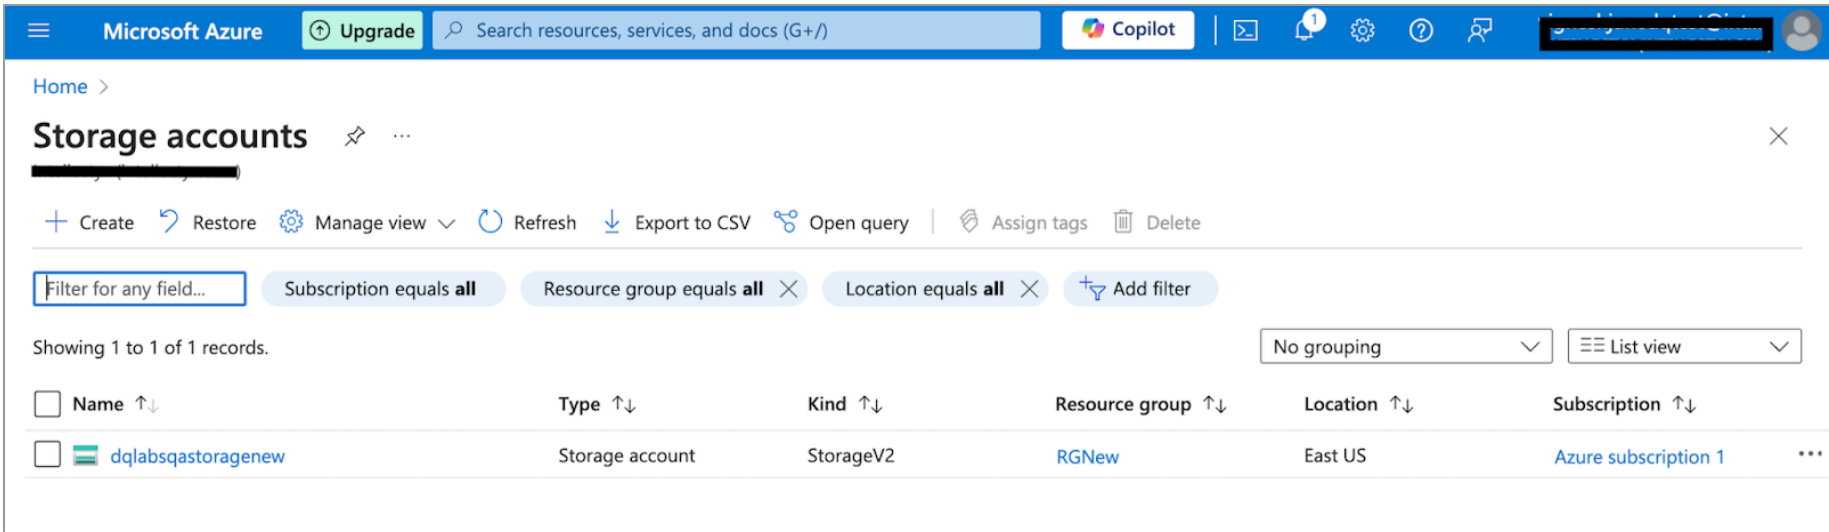 Microsoft Azure Upgrade Search resources, services, and docs (G+/) Copilot 1
Home >
Storage accounts ...
Create Restore Manage view Refresh Export to CSV Open query Assign tags Delete
Filter for any field... Subscription equals all Resource group equals all Location equals all Add filter
Showing 1 to 1 of 1 records. No grouping List view
Name Type Kind Resource group Location Subscription
dqlabsqastoragenew Storage account StorageV2 RGNew East US Azure subscription 1 ...